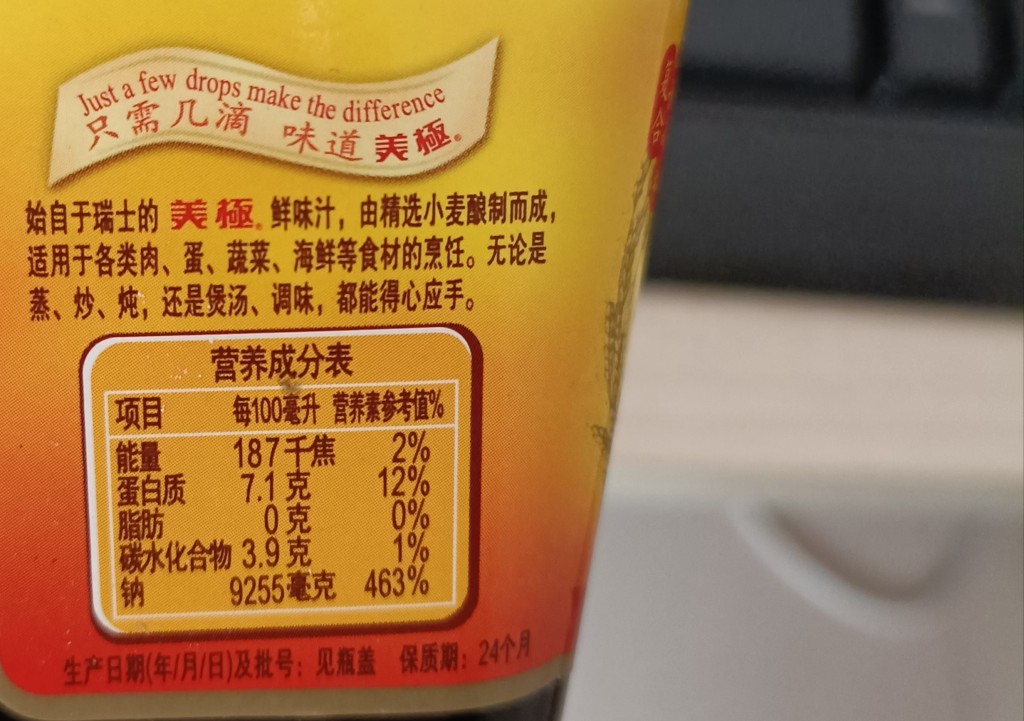 Just a few drops make the difference
只需几滴 味道美極®
始自于瑞士的 美極® 鲜味汁，由精选小麦酿制而成，
适用于各类肉、蛋、蔬菜、海鲜等食材的烹饪。无论是
蒸、炒、炖，还是煲汤、调味，都能得心应手。
营养成分表
项目 每100毫升 营养素参考值%
能量 187千焦 2%
蛋白质 7.1克 12%
脂肪 0克 0%
碳水化合物 3.9克 1%
钠 9255毫克 463%
生产日期(年/月/日)及批号：见瓶盖 保质期：24个月